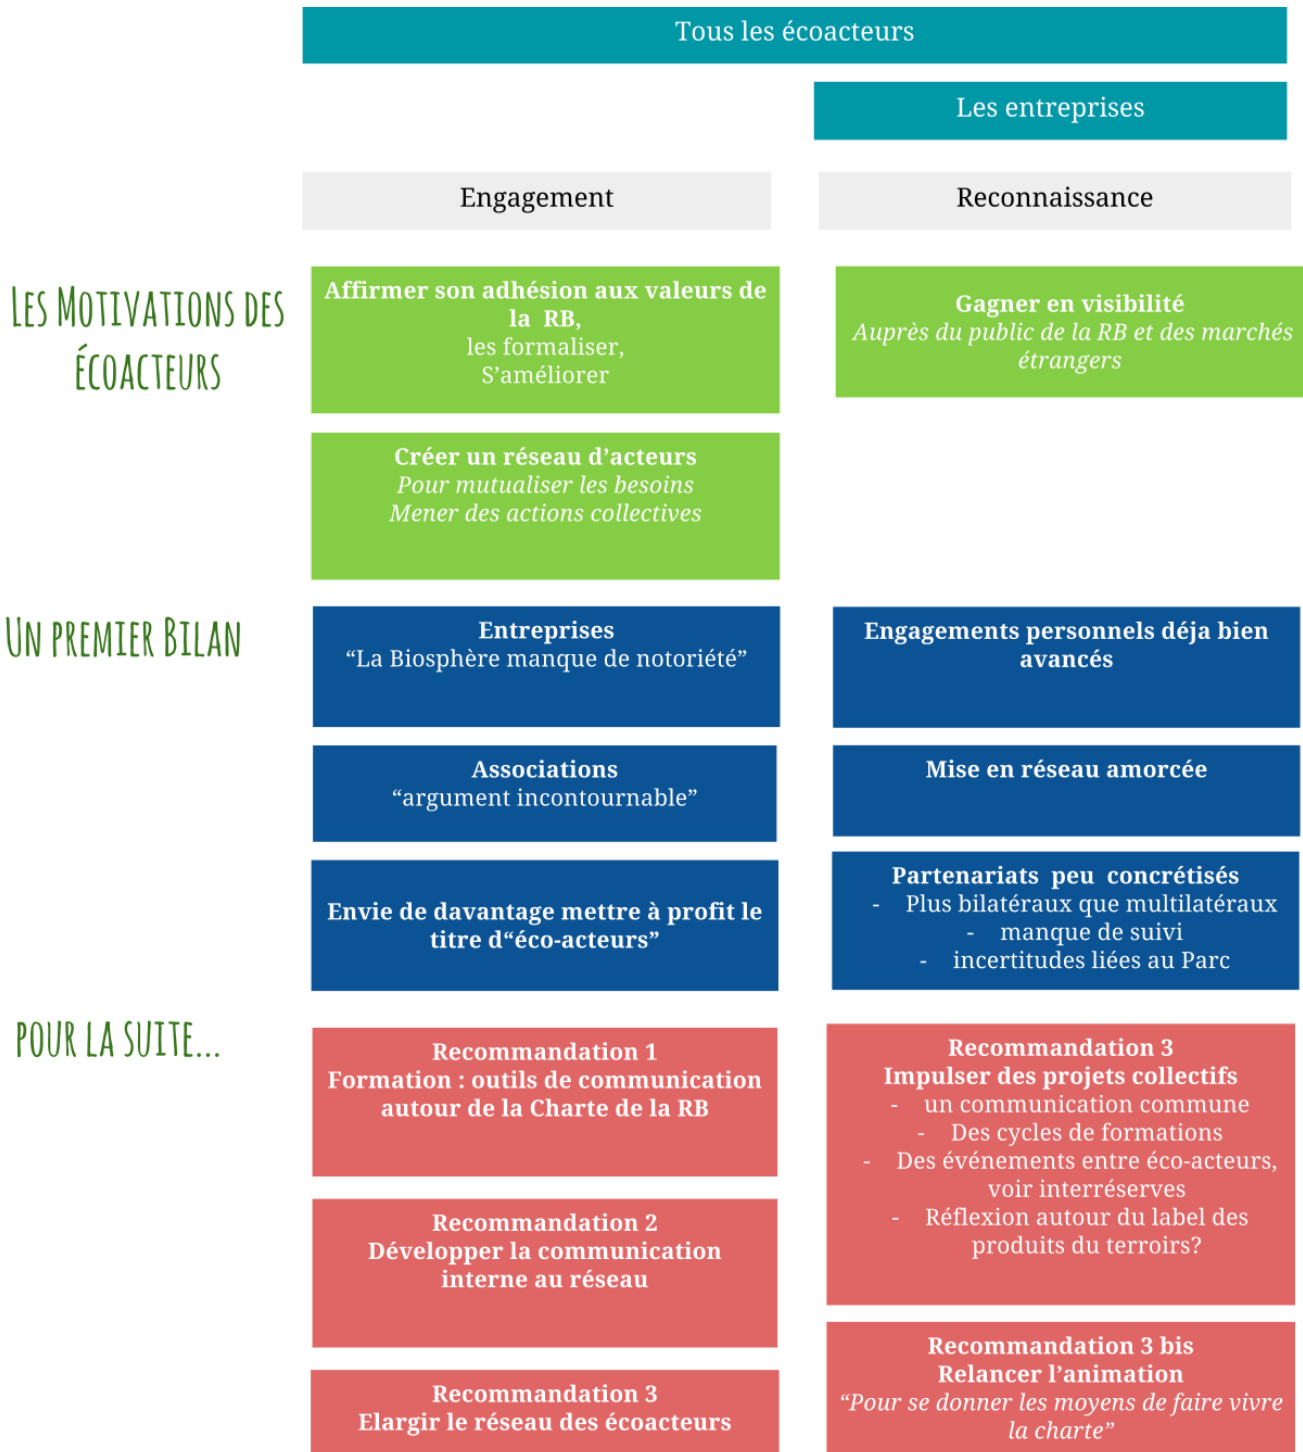 Tous les écoacteurs
Les entreprises
Engagement
Reconnaissance
Les Motivations des
écoacteurs
Affirmer son adhésion aux valeurs de
la RB,
les formaliser,
S’améliorer
Gagner en visibilité
Auprès du public de la RB et des marchés
étrangers
Créer un réseau d’acteurs
Pour mutualiser les besoins
Mener des actions collectives
Un premier Bilan
Entreprises
“La Biosphère manque de notoriété”
Engagements personnels déja bien
avancés
Associations
“argument incontournable”
Mise en réseau amorcée
Envie de davantage mettre à profit le
titre d“éco-acteurs”
Partenariats peu concrétisés
- Plus bilatéraux que multilatéraux
- manque de suivi
- incertitudes liées au Parc
pour la suite...
Recommandation 1
Formation : outils de communication
autour de la Charte de la RB
Recommandation 2
Développer la communication
interne au réseau
Recommandation 3
Elargir le réseau des écoacteurs
Recommandation 3
Impulser des projets collectifs
- un communication commune
- Des cycles de formations
- Des événements entre éco-acteurs,
voir interréserves
- Réflexion autour du label des
produits du terroirs?
Recommandation 3 bis
Relancer l’animation
“Pour se donner les moyens de faire vivre
la charte”